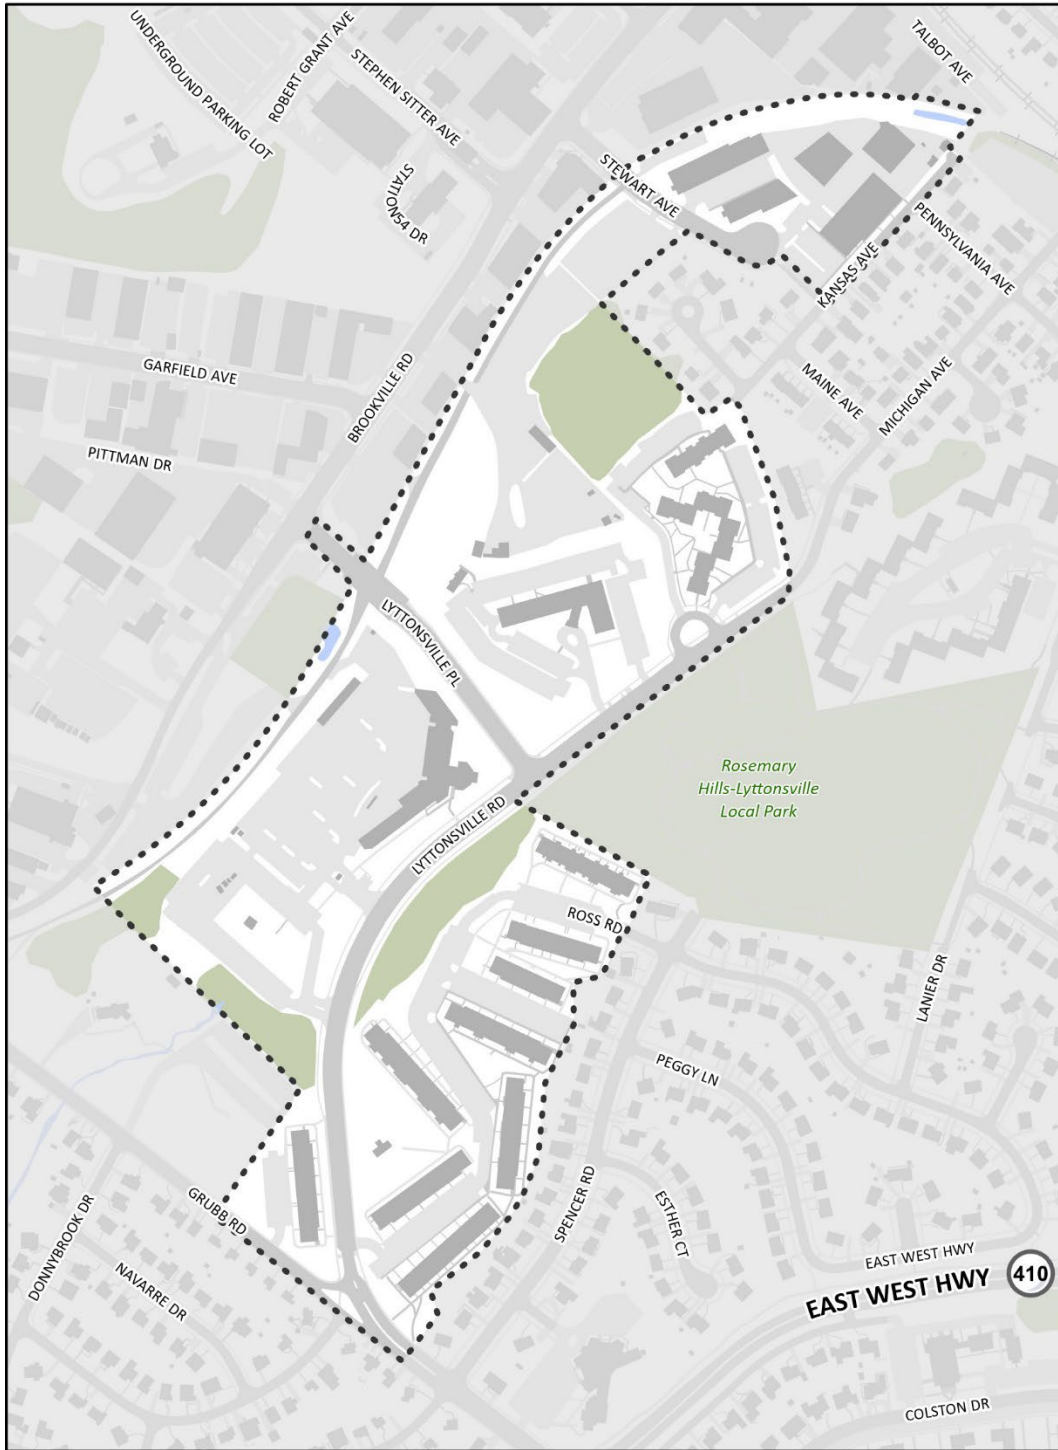 UNDERGROUND PARKING LOT
ROBERT GRANT AVE
STEPHEN SITTER AVE
TALBOT AVE
STATION 54 DR
STEWART AVE
PENNSYLVANIA AVE
KANSAS AVE
GARFIELD AVE
BROOKVILLE RD
MAINE AVE
MICHIGAN AVE
PITTMAN DR
LYTTONSVILLE PL
Rosemary
Hills-Lyttonsville
Local Park
LYTTONSVILLE RD
ROSS RD
LANIER DR
PEGGY LN
GRUBB RD
SPENCER RD
ESTHER CT
DONNYBROOK DR
NAVARRE DR
EAST WEST HWY
EAST WEST HWY
410
COLSTON DR